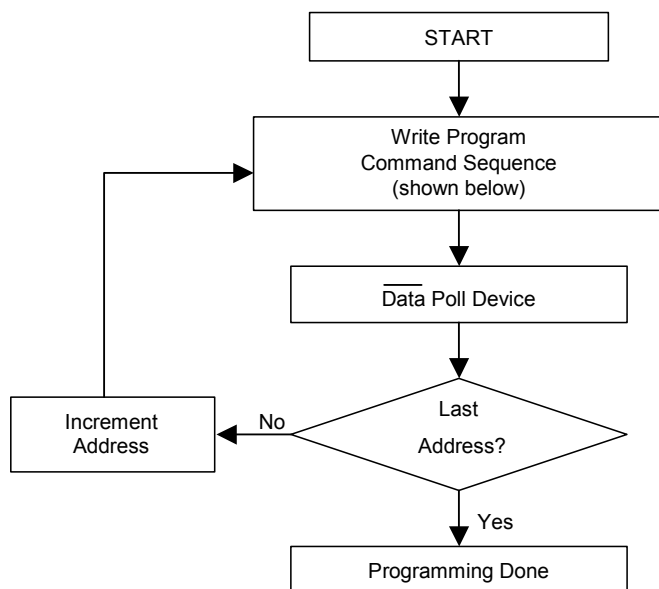 START
Write Program
Command Sequence
(shown below)
Data Poll Device
Last
Address?
No
Increment
Address
Yes
Programming Done